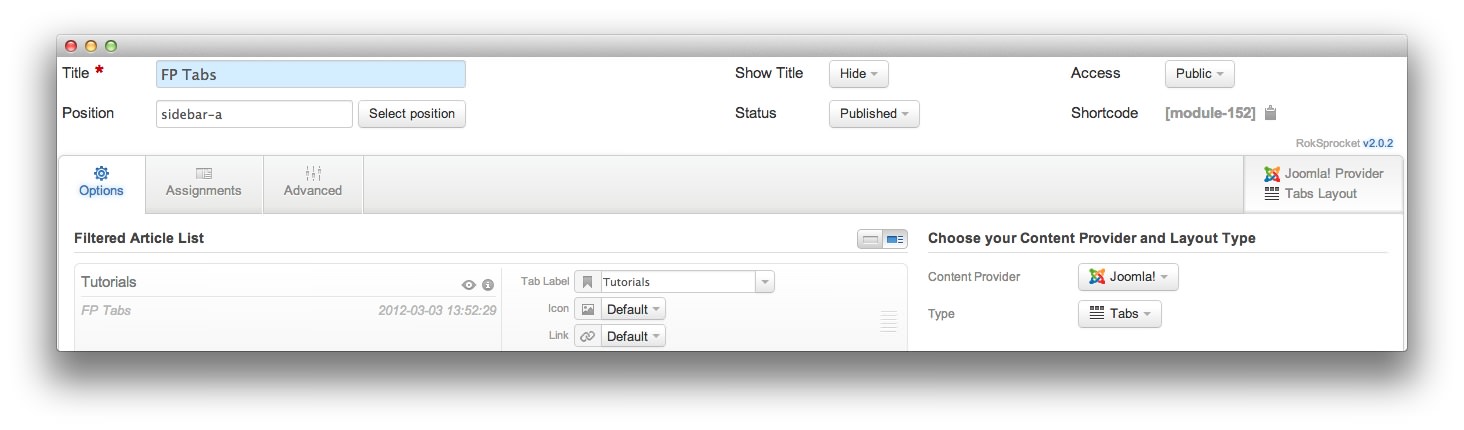 Title * FP Tabs Show Title Hide Access Public
Position sidebar-a Select position Status Published Shortcode [module-152]
RokSprocket v2.0.2
Options Assignments Advanced Joomla! Provider
Tabs Layout
Filtered Article List Choose your Content Provider and Layout Type
Tutorials Tab Label Tutorials Content Provider Joomla!
FP Tabs 2012-03-03 13:52:29 Icon Default Type Tabs
Link Default